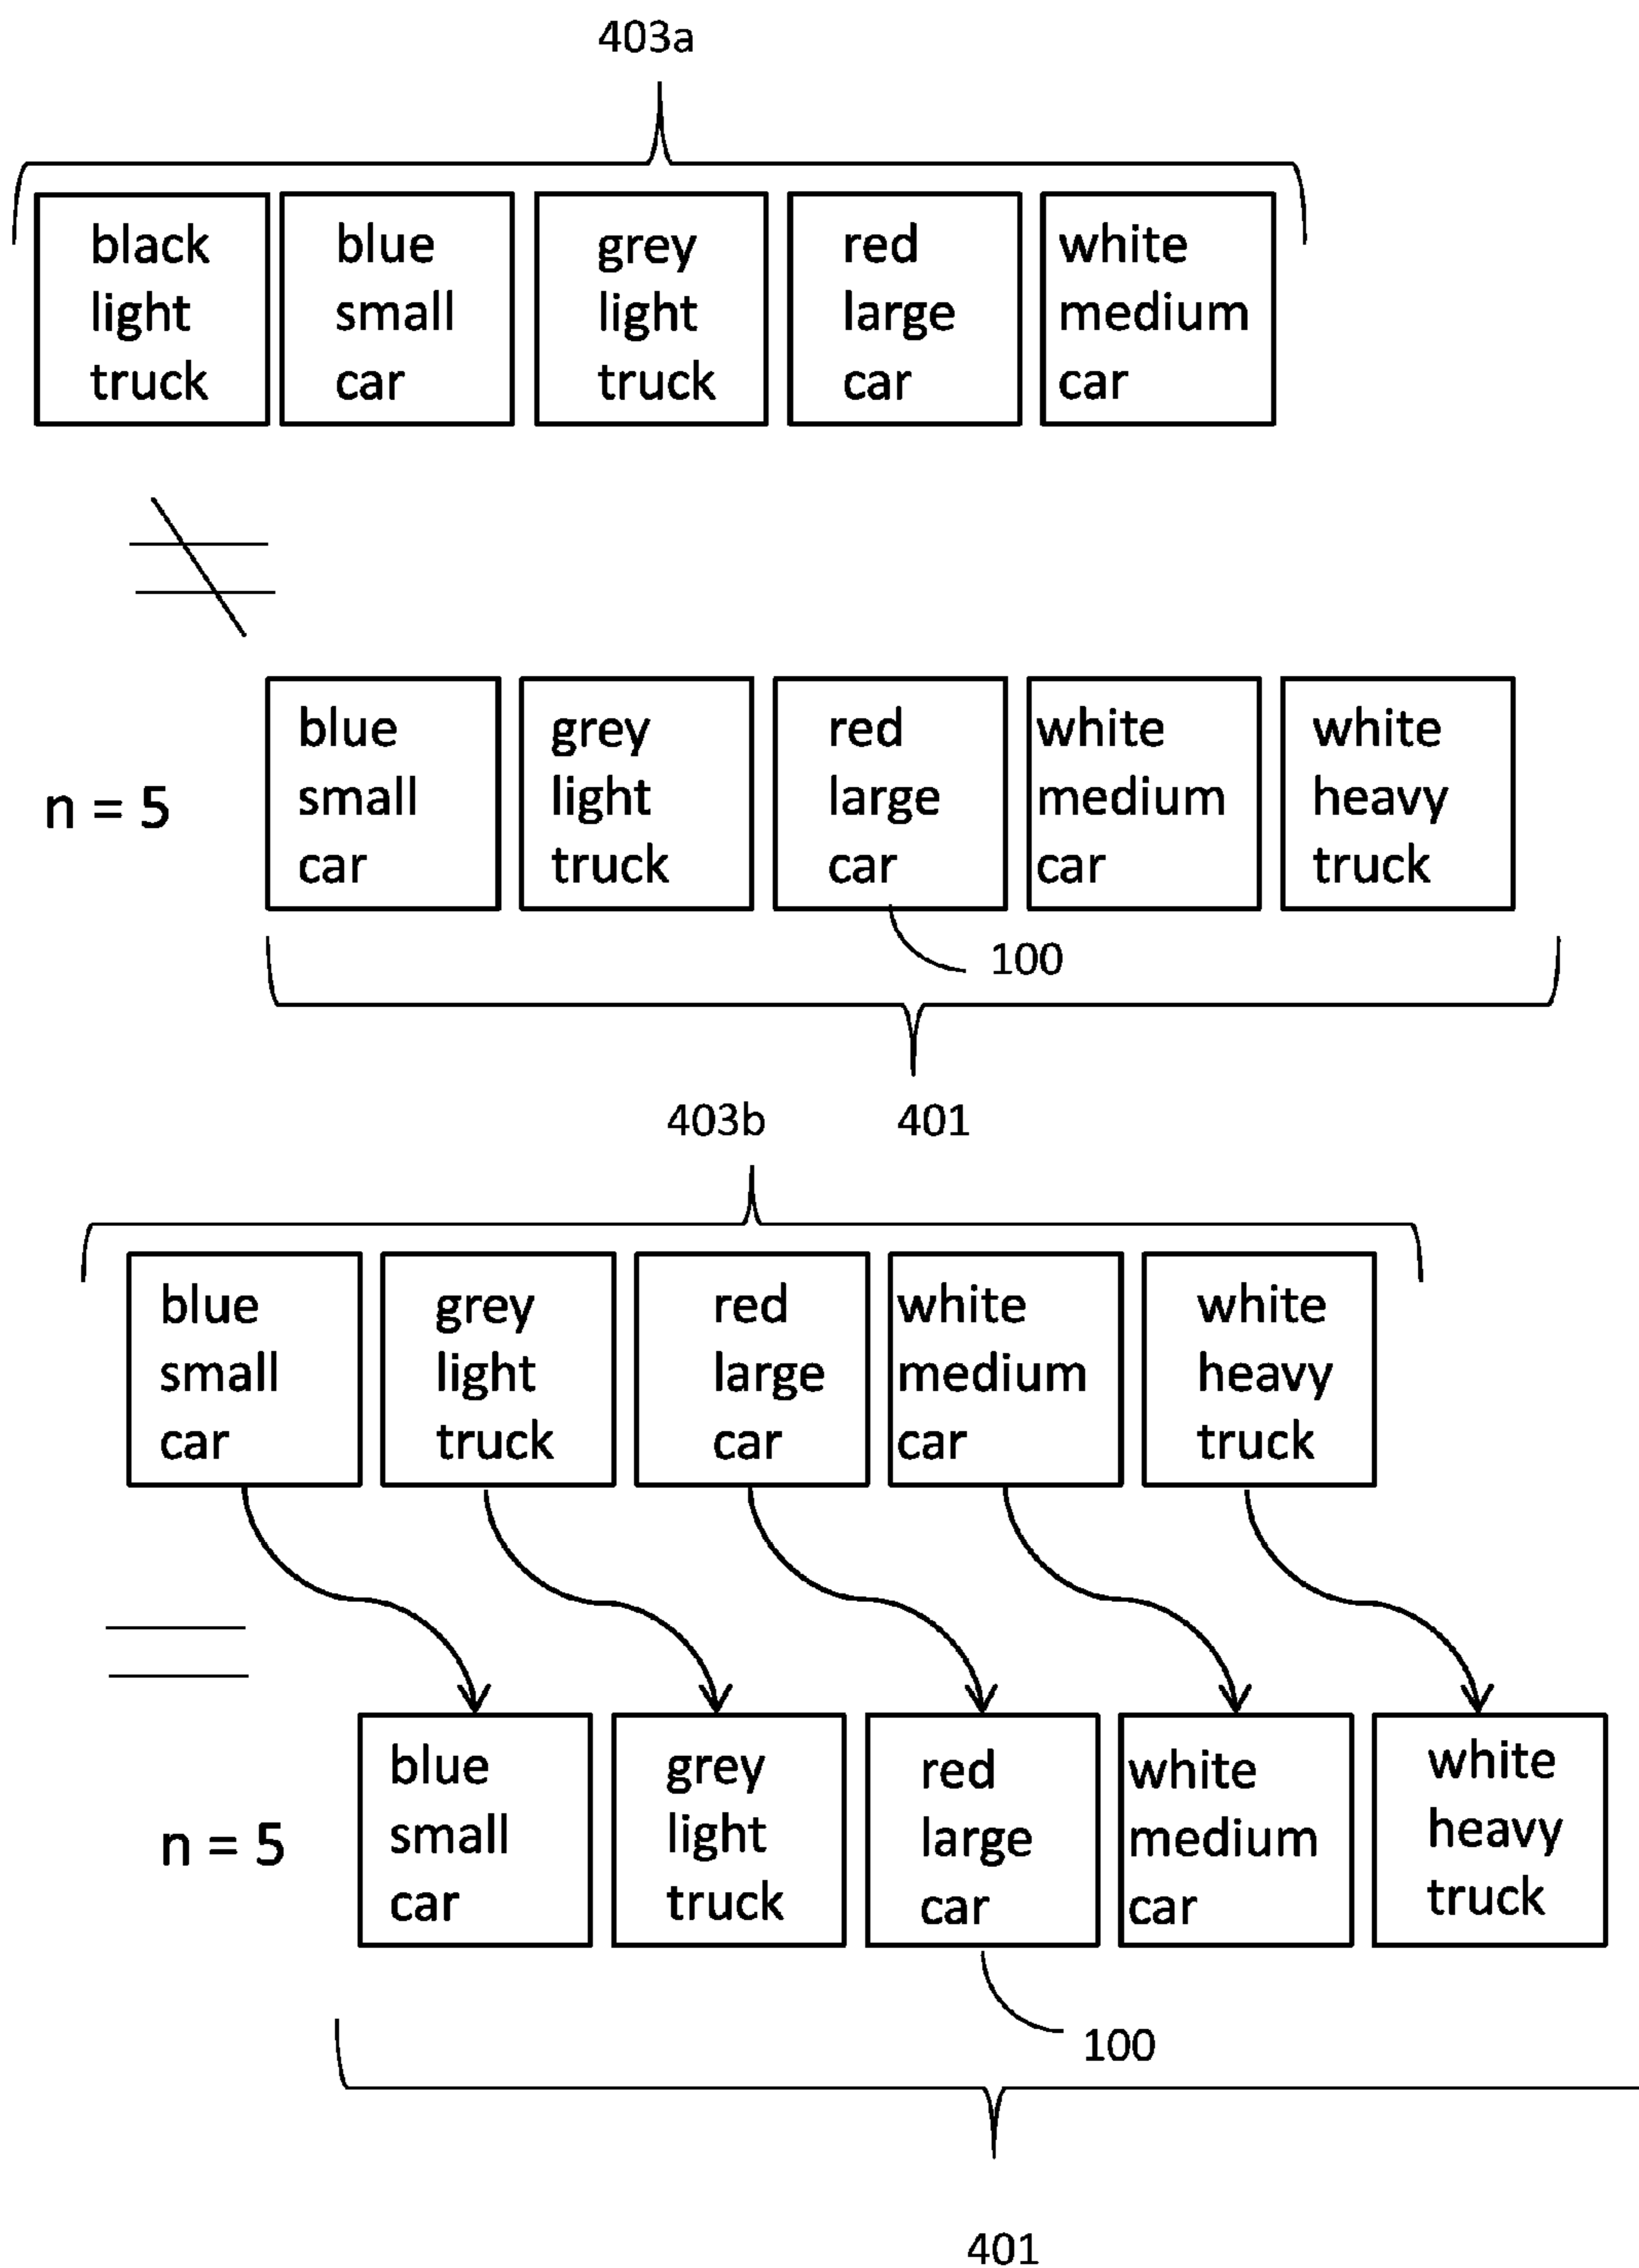 403a
black
light
truck
blue
small
car
grey
light
truck
red
large
car
white
medium
car
n = 5
blue
small
car
grey
light
truck
red
large
car
white
medium
car
white
heavy
truck
100
401
403b
blue
small
car
grey
light
truck
red
large
car
white
medium
car
white
heavy
truck
n = 5
blue
small
car
grey
light
truck
red
large
car
white
medium
car
white
heavy
truck
100
401